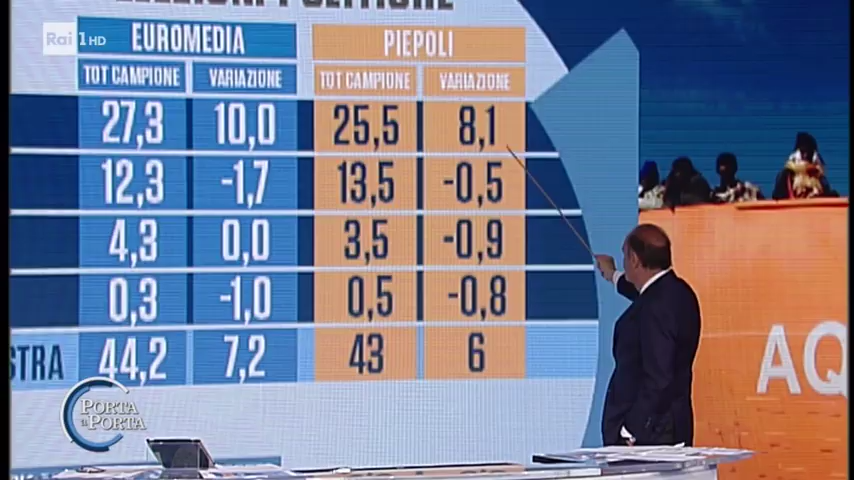 Rai 1 HD
EUROMEDIA PIEPOLI
TOT CAMPIONE VARIAZIONE TOT CAMPIONE VARIAZIONE
27,3 10,0 25,5 8,1
12,3 -1,7 13,5 -0,5
4,3 0,0 3,5 -0,9
0,3 -1,0 0,5 -0,8
STRA 44,2 7,2 43 6
PORTA a PORTA
AQ